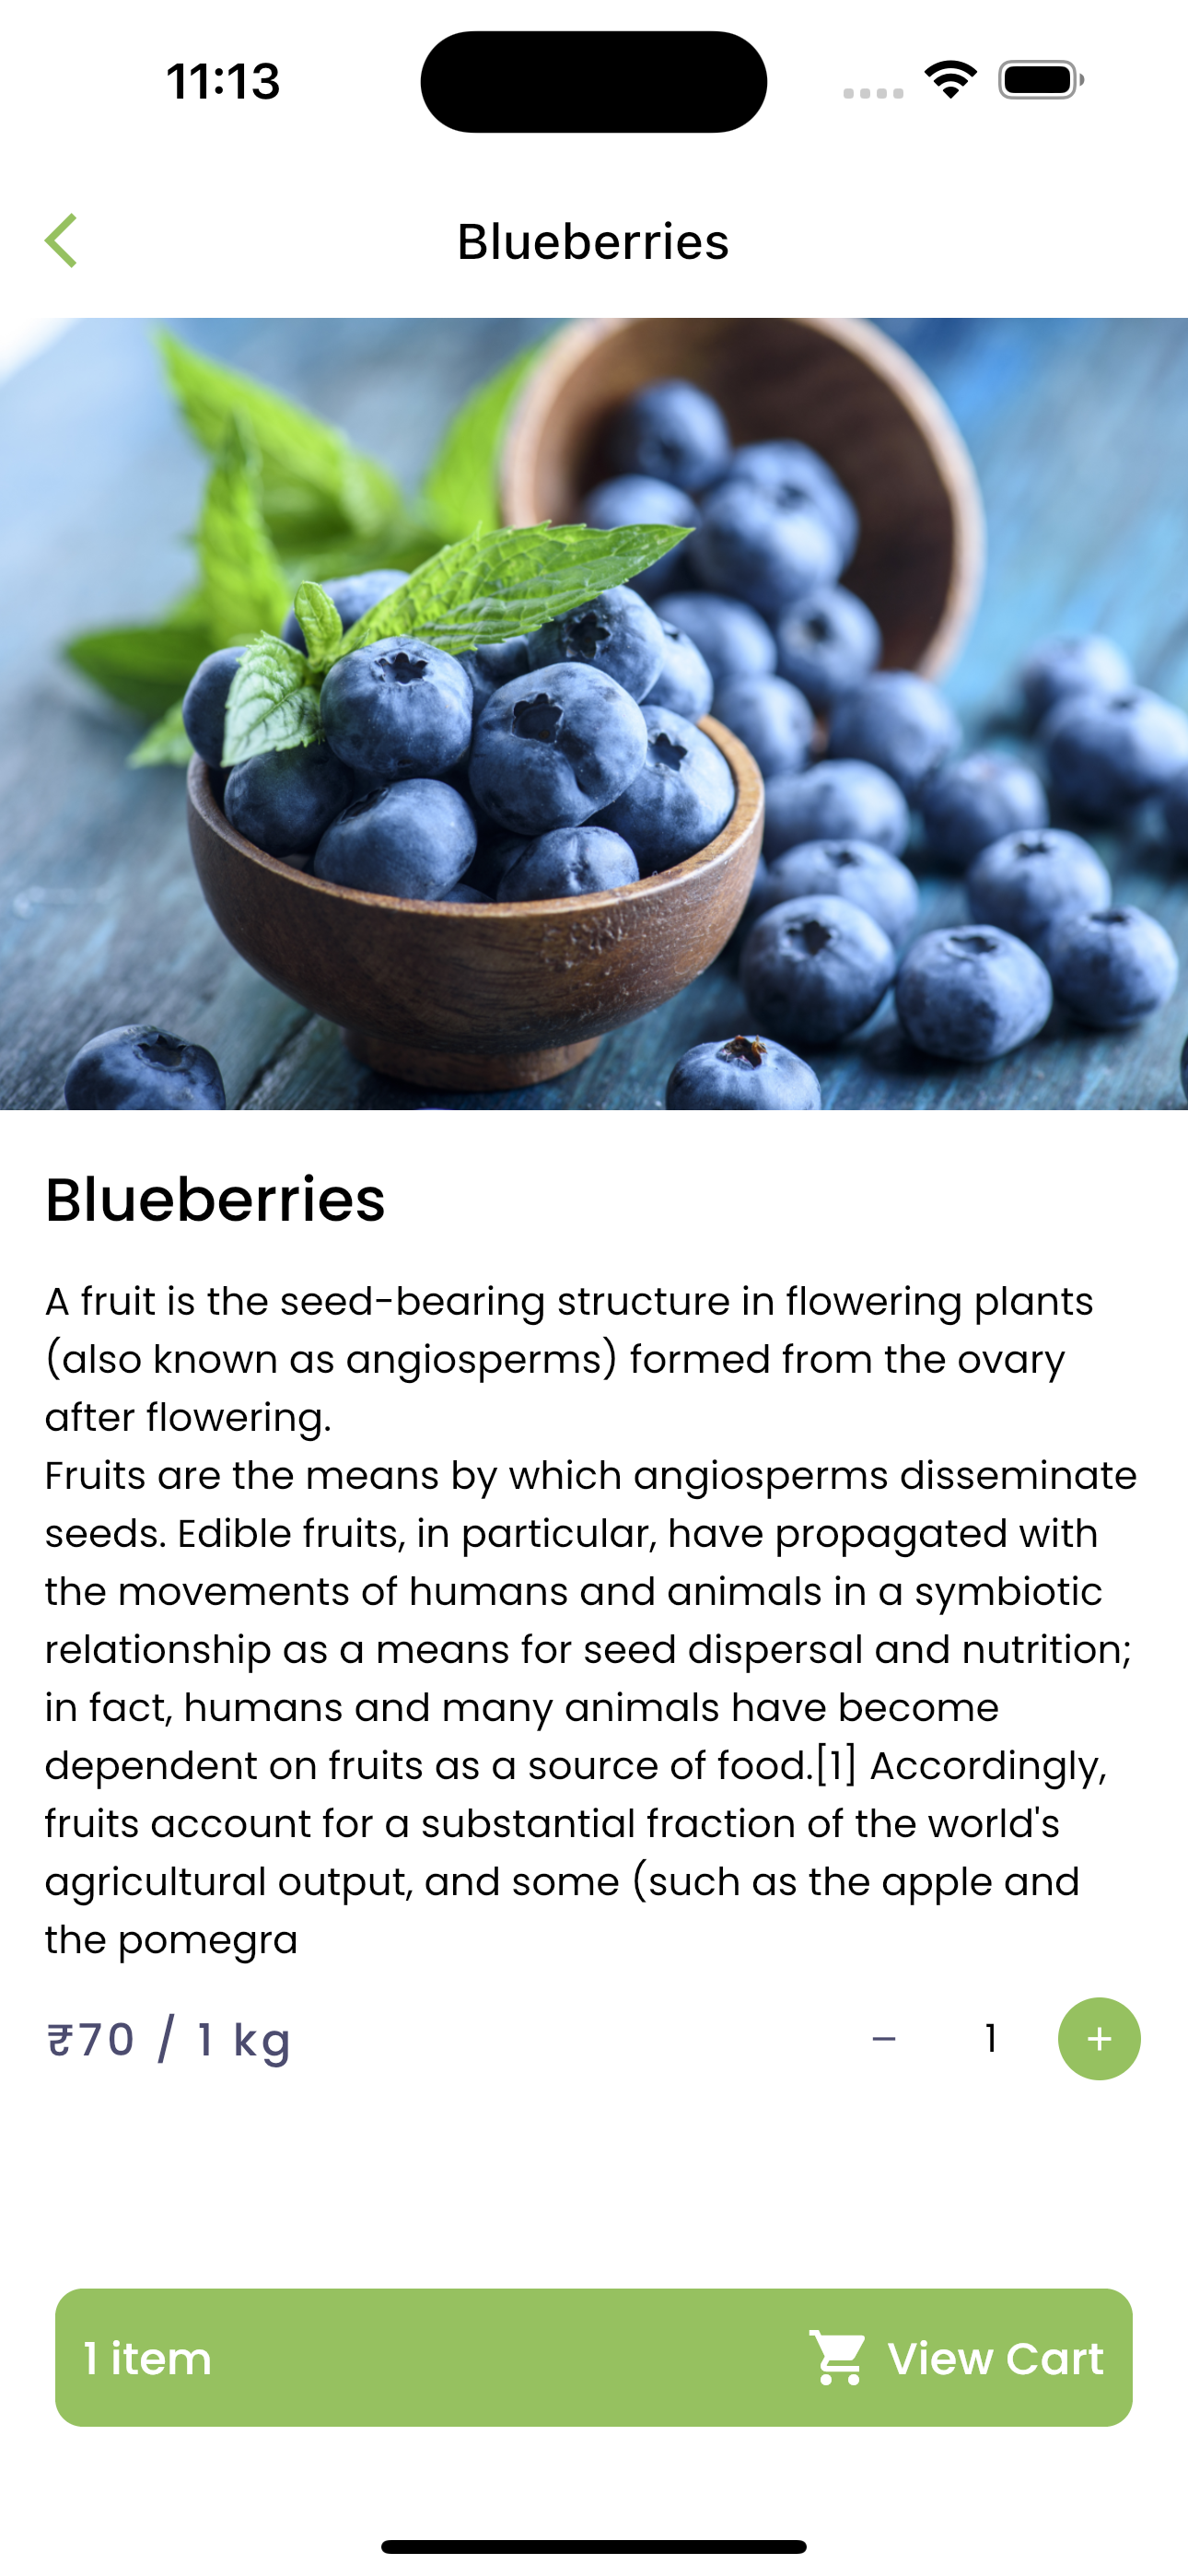 11:13
Blueberries
Blueberries
A fruit is the seed-bearing structure in flowering plants
(also known as angiosperms) formed from the ovary
after flowering.
Fruits are the means by which angiosperms disseminate
seeds. Edible fruits, in particular, have propagated with
the movements of humans and animals in a symbiotic
relationship as a means for seed dispersal and nutrition;
in fact, humans and many animals have become
dependent on fruits as a source of food.[1] Accordingly,
fruits account for a substantial fraction of the world's
agricultural output, and some (such as the apple and
the pomegra
₹70 / 1 kg − 1 +
1 item View Cart